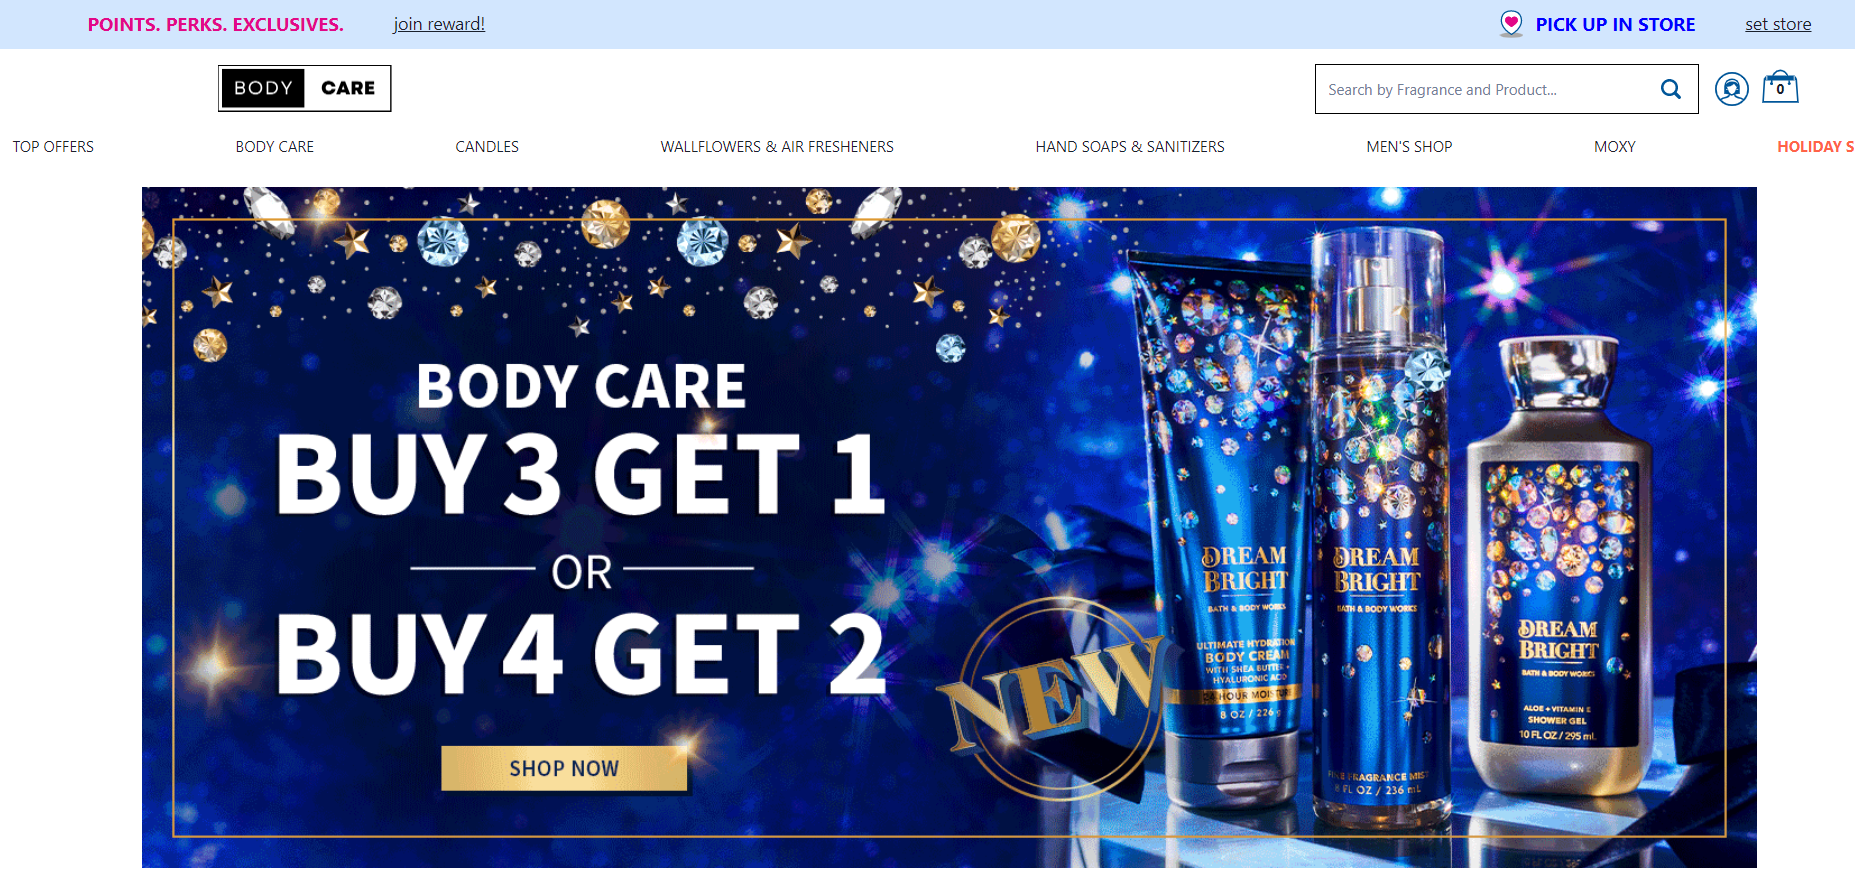 POINTS. PERKS. EXCLUSIVES. join reward! PICK UP IN STORE set store
BODY CARE
Search by Fragrance and Product...
0
TOP OFFERS BODY CARE CANDLES WALLFLOWERS & AIR FRESHENERS HAND SOAPS & SANITIZERS MEN'S SHOP MOXY HOLIDAY S
BODY CARE
BUY 3 GET 1
OR
BUY 4 GET 2
SHOP NOW
NEW
DREAM
BRIGHT
BATH & BODY WORKS
ULTIMATE HYDRATION
BODY CREAM
WITH SHEA BUTTER +
HYALURONIC ACID
24 HOUR MOISTURE
8 OZ / 226 g
DREAM
BRIGHT
BATH & BODY WORKS
FINE FRAGRANCE MIST
8 FL OZ / 236 mL
DREAM
BRIGHT
BATH & BODY WORKS
ALOE + VITAMIN E
SHOWER GEL
10 FL OZ / 295 mL